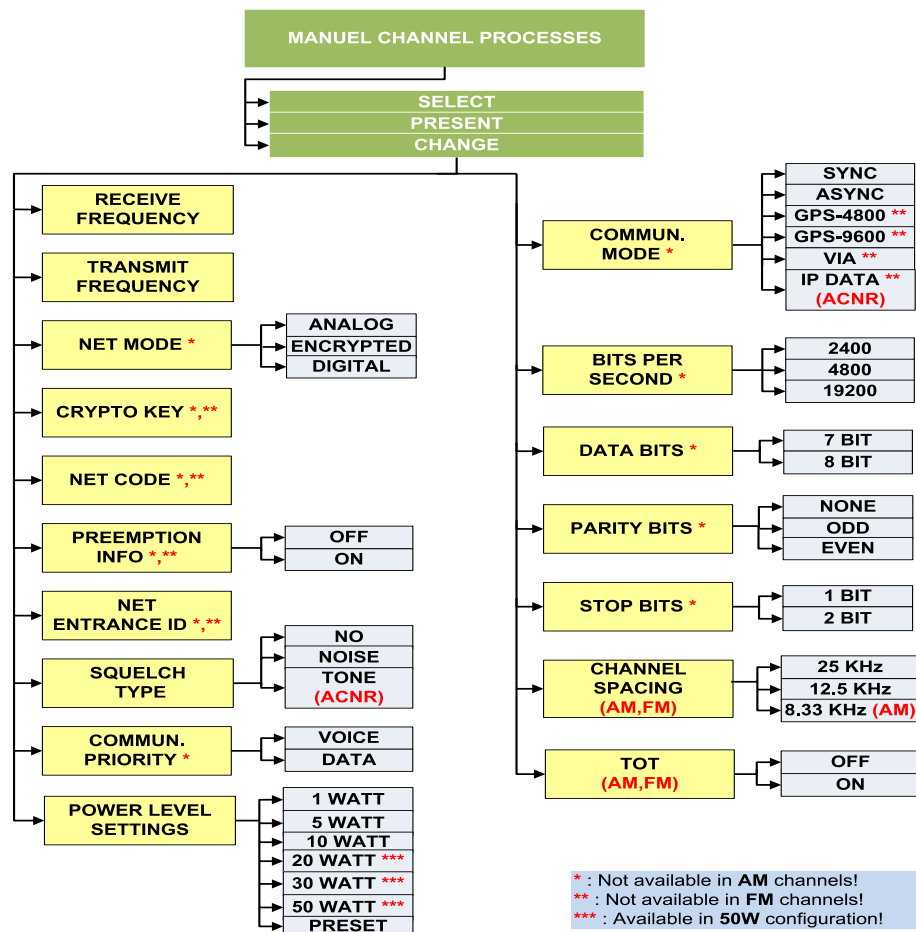 MANUEL CHANNEL PROCESSES
SELECT
PRESENT
CHANGE
RECEIVE
FREQUENCY
TRANSMIT
FREQUENCY
NET MODE *
ANALOG
ENCRYPTED
DIGITAL
CRYPTO KEY *,**
NET CODE *,**
PREEMPTION
INFO *,**
OFF
ON
NET
ENTRANCE ID *,**
SQUELCH
TYPE
NO
NOISE
TONE
(ACNR)
COMMUN.
PRIORITY *
VOICE
DATA
POWER LEVEL
SETTINGS
1 WATT
5 WATT
10 WATT
20 WATT ***
30 WATT ***
50 WATT ***
PRESET
COMMUN.
MODE *
SYNC
ASYNC
GPS-4800 **
GPS-9600 **
VIA **
IP DATA **
(ACNR)
BITS PER
SECOND *
2400
4800
19200
DATA BITS *
7 BIT
8 BIT
PARITY BITS *
NONE
ODD
EVEN
STOP BITS *
1 BIT
2 BIT
CHANNEL
SPACING
(AM,FM)
25 KHz
12.5 KHz
8.33 KHz (AM)
TOT
(AM,FM)
OFF
ON
* : Not available in AM channels!
** : Not available in FM channels!
*** : Available in 50W configuration!